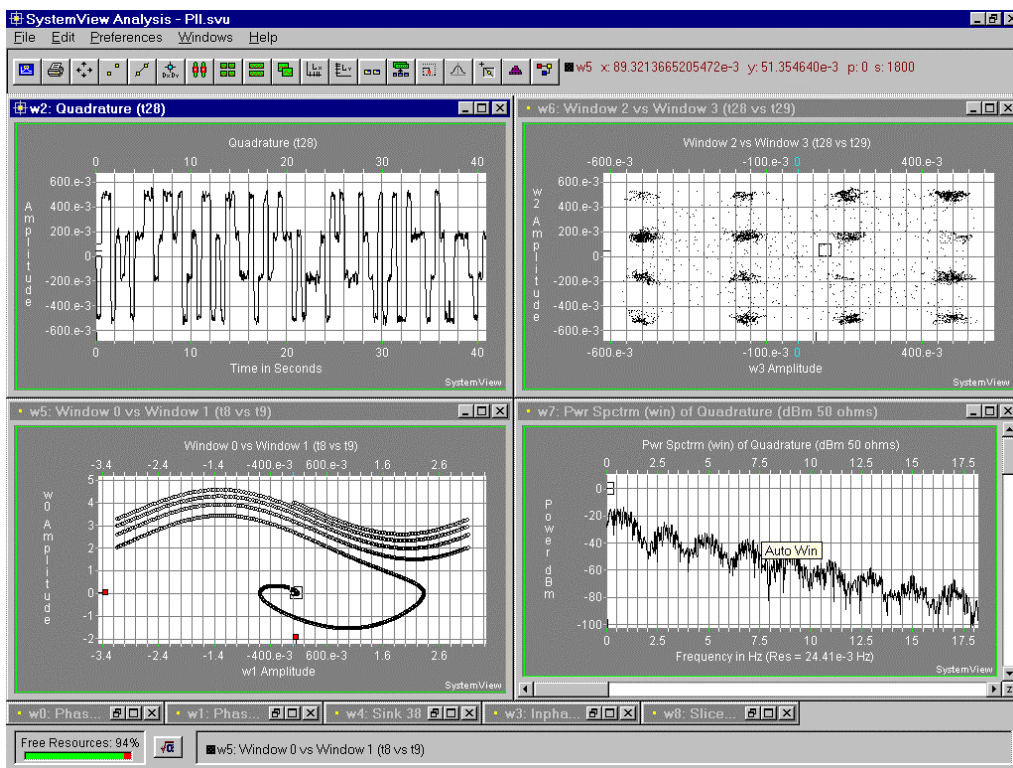 SystemView Analysis - PII.svu
File Edit Preferences Windows Help
w5 x: 89.3213665205472e-3 y: 51.354640e-3 p: 0 s: 1800
w2: Quadrature (t28)
Quadrature (t28)
0 10 20 30 40
600.e-3
400.e-3
200.e-3
0
-200.e-3
-400.e-3
-600.e-3
Amplitude
0 10 20 30 40
Time in Seconds
SystemView
w6: Window 2 vs Window 3 (t28 vs t29)
Window 2 vs Window 3 (t28 vs t29)
-600.e-3 -100.e-3 0 400.e-3
600.e-3
400.e-3
200.e-3
0
-200.e-3
-400.e-3
-600.e-3
w2 Amplitude
-600.e-3 -100.e-3 0 400.e-3
w3 Amplitude
SystemView
w5: Window 0 vs Window 1 (t8 vs t9)
Window 0 vs Window 1 (t8 vs t9)
-3.4 -2.4 -1.4 -400.e-3 600.e-3 1.6 2.6
5
4
3
2
1
0
-1
-2
w0 Amplitude
-3.4 -2.4 -1.4 -400.e-3 600.e-3 1.6 2.6
w1 Amplitude
SystemView
w7: Pwr Spctrm (win) of Quadrature (dBm 50 ohms)
Pwr Spctrm (win) of Quadrature (dBm 50 ohms)
0 2.5 5 7.5 10 12.5 15 17.5
0
-20
-40
-60
-80
-100
Power dBm
Auto Win
0 2.5 5 7.5 10 12.5 15 17.5
Frequency in Hz (Res = 24.41e-3 Hz)
SystemView
z
w0: Phas... w1: Phas... w4: Sink 38 w3: Inpha... w8: Slice...
Free Resources: 94% √α w5: Window 0 vs Window 1 (t8 vs t9)